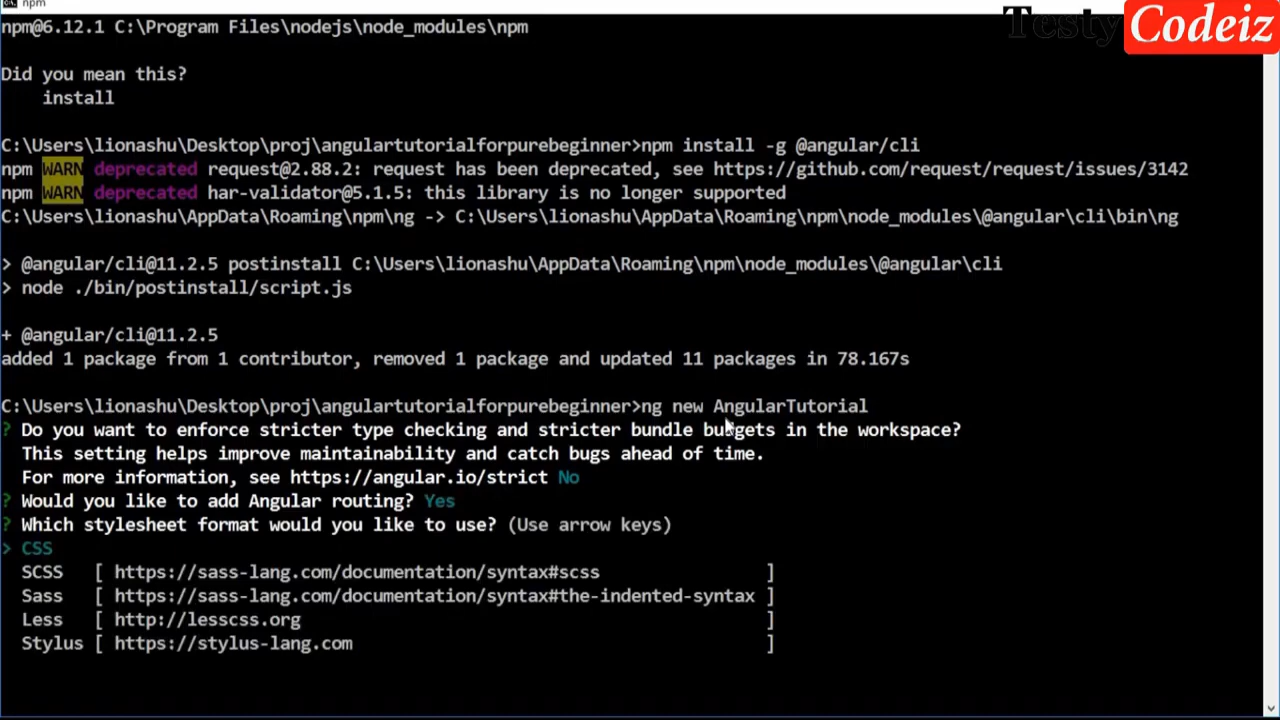 npm
Testy Codeiz
npm@6.12.1 C:\Program Files\nodejs\node_modules\npm
Did you mean this?
install
C:\Users\lionashu\Desktop\proj\angulartutorialforpurebeginner>npm install -g @angular/cli
npm WARN deprecated request@2.88.2: request has been deprecated, see https://github.com/request/request/issues/3142
npm WARN deprecated har-validator@5.1.5: this library is no longer supported
C:\Users\lionashu\AppData\Roaming\npm\ng -> C:\Users\lionashu\AppData\Roaming\npm\node_modules\@angular\cli\bin\ng
> @angular/cli@11.2.5 postinstall C:\Users\lionashu\AppData\Roaming\npm\node_modules\@angular\cli
> node ./bin/postinstall/script.js
+ @angular/cli@11.2.5
added 1 package from 1 contributor, removed 1 package and updated 11 packages in 78.167s
C:\Users\lionashu\Desktop\proj\angulartutorialforpurebeginner>ng new AngularTutorial
? Do you want to enforce stricter type checking and stricter bundle budgets in the workspace?
This setting helps improve maintainability and catch bugs ahead of time.
For more information, see https://angular.io/strict No
? Would you like to add Angular routing? Yes
? Which stylesheet format would you like to use? (Use arrow keys)
> CSS
SCSS [ https://sass-lang.com/documentation/syntax#scss ]
Sass [ https://sass-lang.com/documentation/syntax#the-indented-syntax ]
Less [ http://lesscss.org ]
Stylus [ https://stylus-lang.com ]